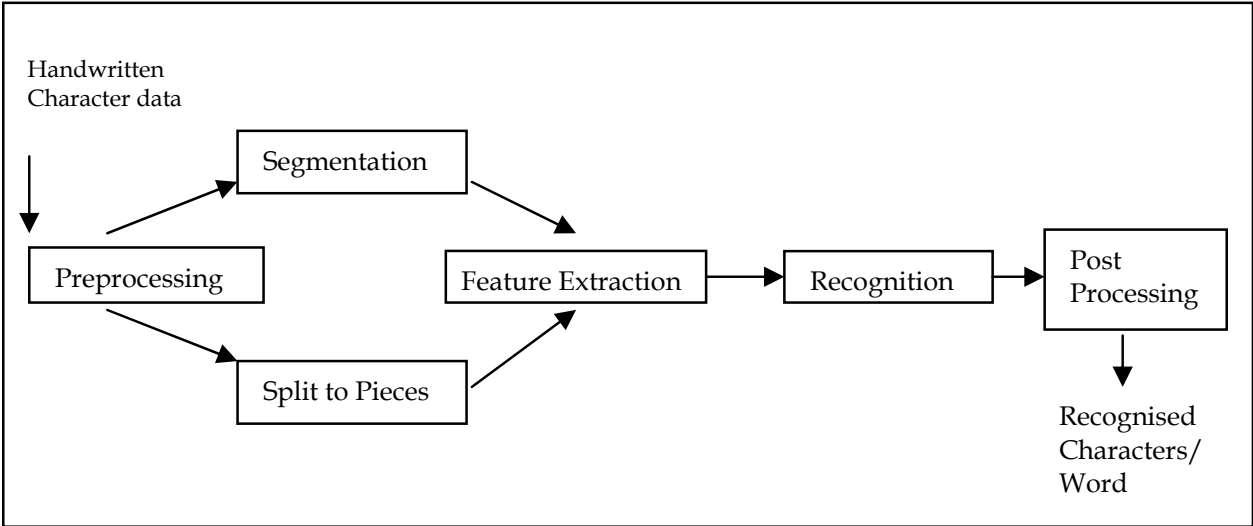 Handwritten
Character data
Segmentation
Preprocessing
Feature Extraction
Recognition
Post
Processing
Split to Pieces
Recognised
Characters/
Word